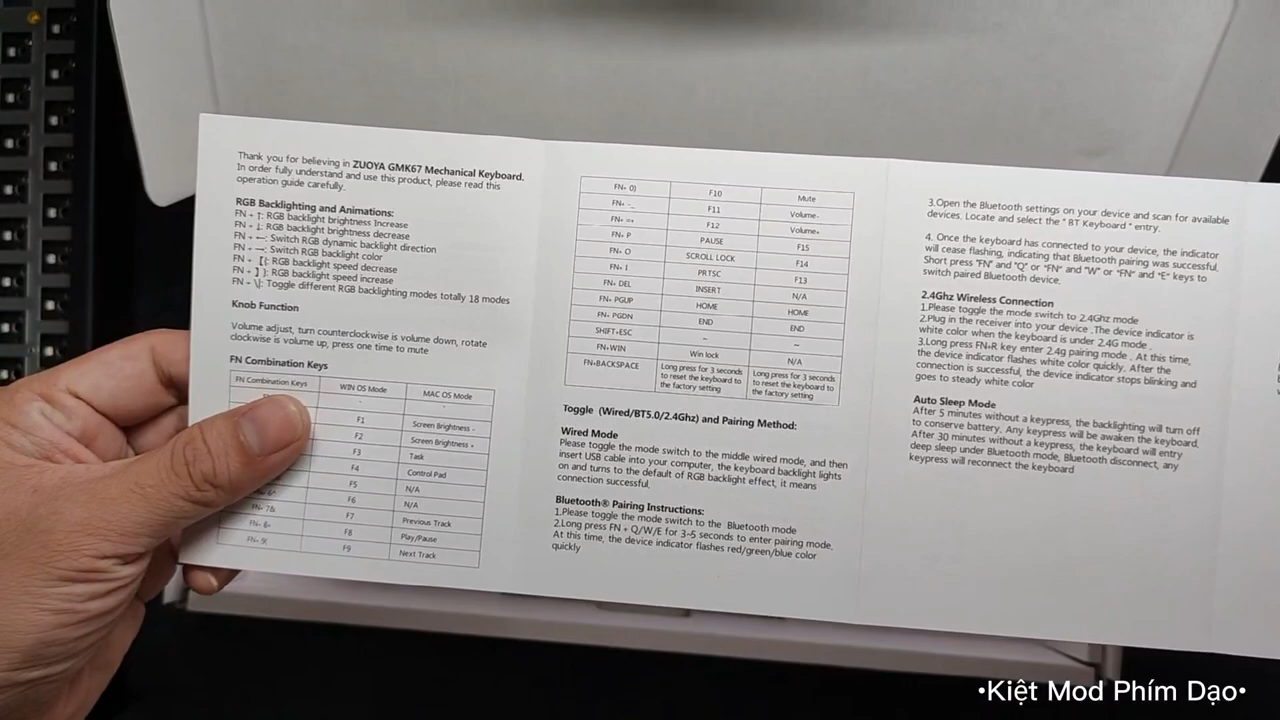 Thank you for believing in ZUOYA GMK67 Mechanical Keyboard.
In order fully understand and use this product, please read this
operation guide carefully.
RGB Backlighting and Animations:
FN + ↑: RGB backlight brightness Increase
FN + ↓: RGB backlight brightness decrease
FN + ←: Switch RGB dynamic backlight direction
FN + →: Switch RGB backlight color
FN + [{: RGB backlight speed decrease
FN + ] }: RGB backlight speed increase
FN + \|: Toggle different RGB backlighting modes totally 18 modes
Knob Function
Volume adjust, turn counterclockwise is volume down, rotate
clockwise is volume up, press one time to mute
FN Combination Keys
FN Combination Keys WIN OS Mode MAC OS Mode
- -
F1 Screen Brightness -
F2 Screen Brightness +
F3 Task
F4 Control Pad
F5 N/A
F6 N/A
FN+ 7& F7 Previous Track
FN+ 8* F8 Play/Pause
FN+ 9( F9 Next Track
FN+ 0) F10 Mute
FN+ -_ F11 Volume-
FN+ =+ F12 Volume+
FN+ P PAUSE F15
FN+ O SCROLL LOCK F14
FN+ I PRTSC F13
FN+ DEL INSERT N/A
FN+ PGUP HOME HOME
FN+ PGDN END END
SHIFT+ESC ~ ~
FN+WIN Win lock N/A
FN+BACKSPACE Long press for 3 seconds Long press for 3 seconds
to reset the keyboard to to reset the keyboard to
the factory setting the factory setting
Toggle (Wired/BT5.0/2.4Ghz) and Pairing Method:
Wired Mode
Please toggle the mode switch to the middle wired mode, and then
insert USB cable into your computer, the keyboard backlight lights
on and turns to the default of RGB backlight effect, it means
connection successful.
Bluetooth® Pairing Instructions:
1.Please toggle the mode switch to the Bluetooth mode
2.Long press FN + Q/W/E for 3~5 seconds to enter pairing mode.
At this time, the device indicator flashes red/green/blue color
quickly
3.Open the Bluetooth settings on your device and scan for available
devices. Locate and select the " BT Keyboard " entry.
4. Once the keyboard has connected to your device, the indicator
will cease flashing, indicating that Bluetooth pairing was successful.
Short press "FN" and "Q" or "FN" and "W" or "FN" and "E" keys to
switch paired Bluetooth device.
2.4Ghz Wireless Connection
1.Please toggle the mode switch to 2.4Ghz mode
2.Plug in the receiver into your device .The device indicator is
white color when the keyboard is under 2.4G mode .
3.Long press FN+R key enter 2.4g pairing mode . At this time,
the device indicator flashes white color quickly. After the
connection is successful, the device indicator stops blinking and
goes to steady white color
Auto Sleep Mode
After 5 minutes without a keypress, the backlighting will turn off
to conserve battery. Any keypress will be awaken the keyboard.
After 30 minutes without a keypress, the keyboard will entry
deep sleep under Bluetooth mode, Bluetooth disconnect, any
keypress will reconnect the keyboard
•Kiệt Mod Phím Dạo•